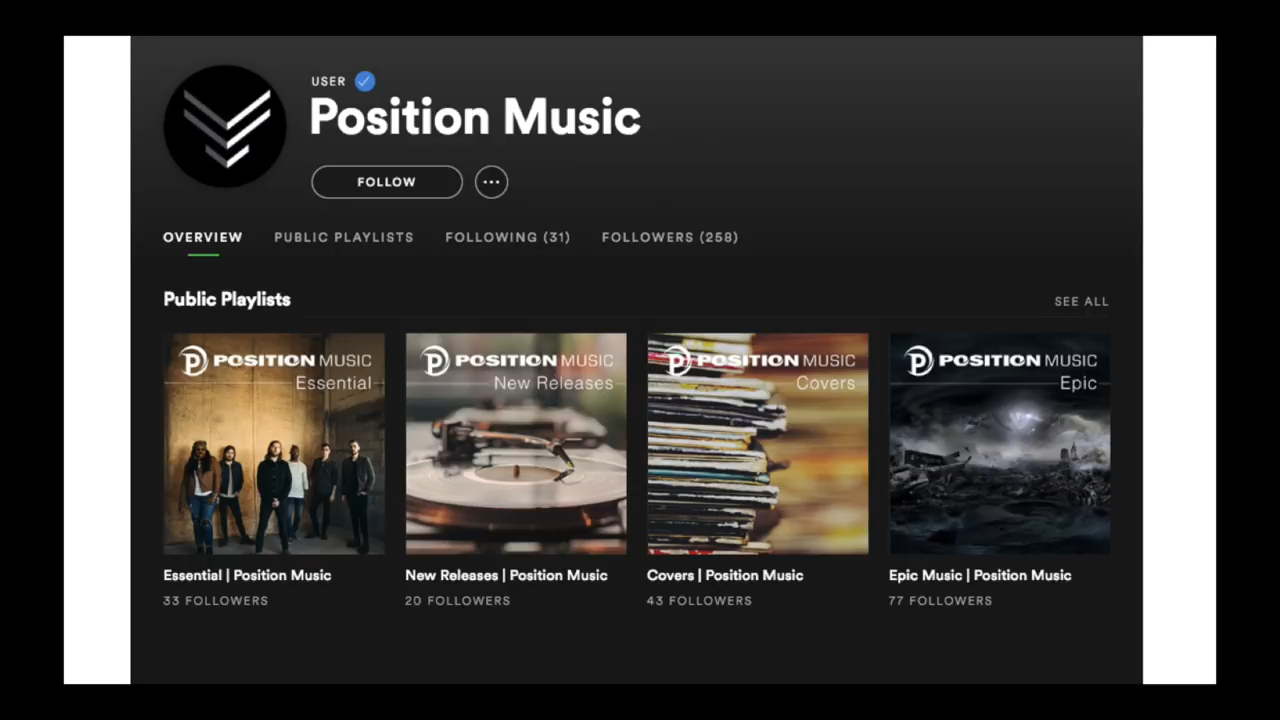 USER
Position Music
FOLLOW
OVERVIEW PUBLIC PLAYLISTS FOLLOWING (31) FOLLOWERS (258)
Public Playlists SEE ALL
POSITION MUSIC
Essential
POSITION MUSIC
New Releases
POSITION MUSIC
Covers
POSITION MUSIC
Epic
Essential | Position Music
33 FOLLOWERS
New Releases | Position Music
20 FOLLOWERS
Covers | Position Music
43 FOLLOWERS
Epic Music | Position Music
77 FOLLOWERS